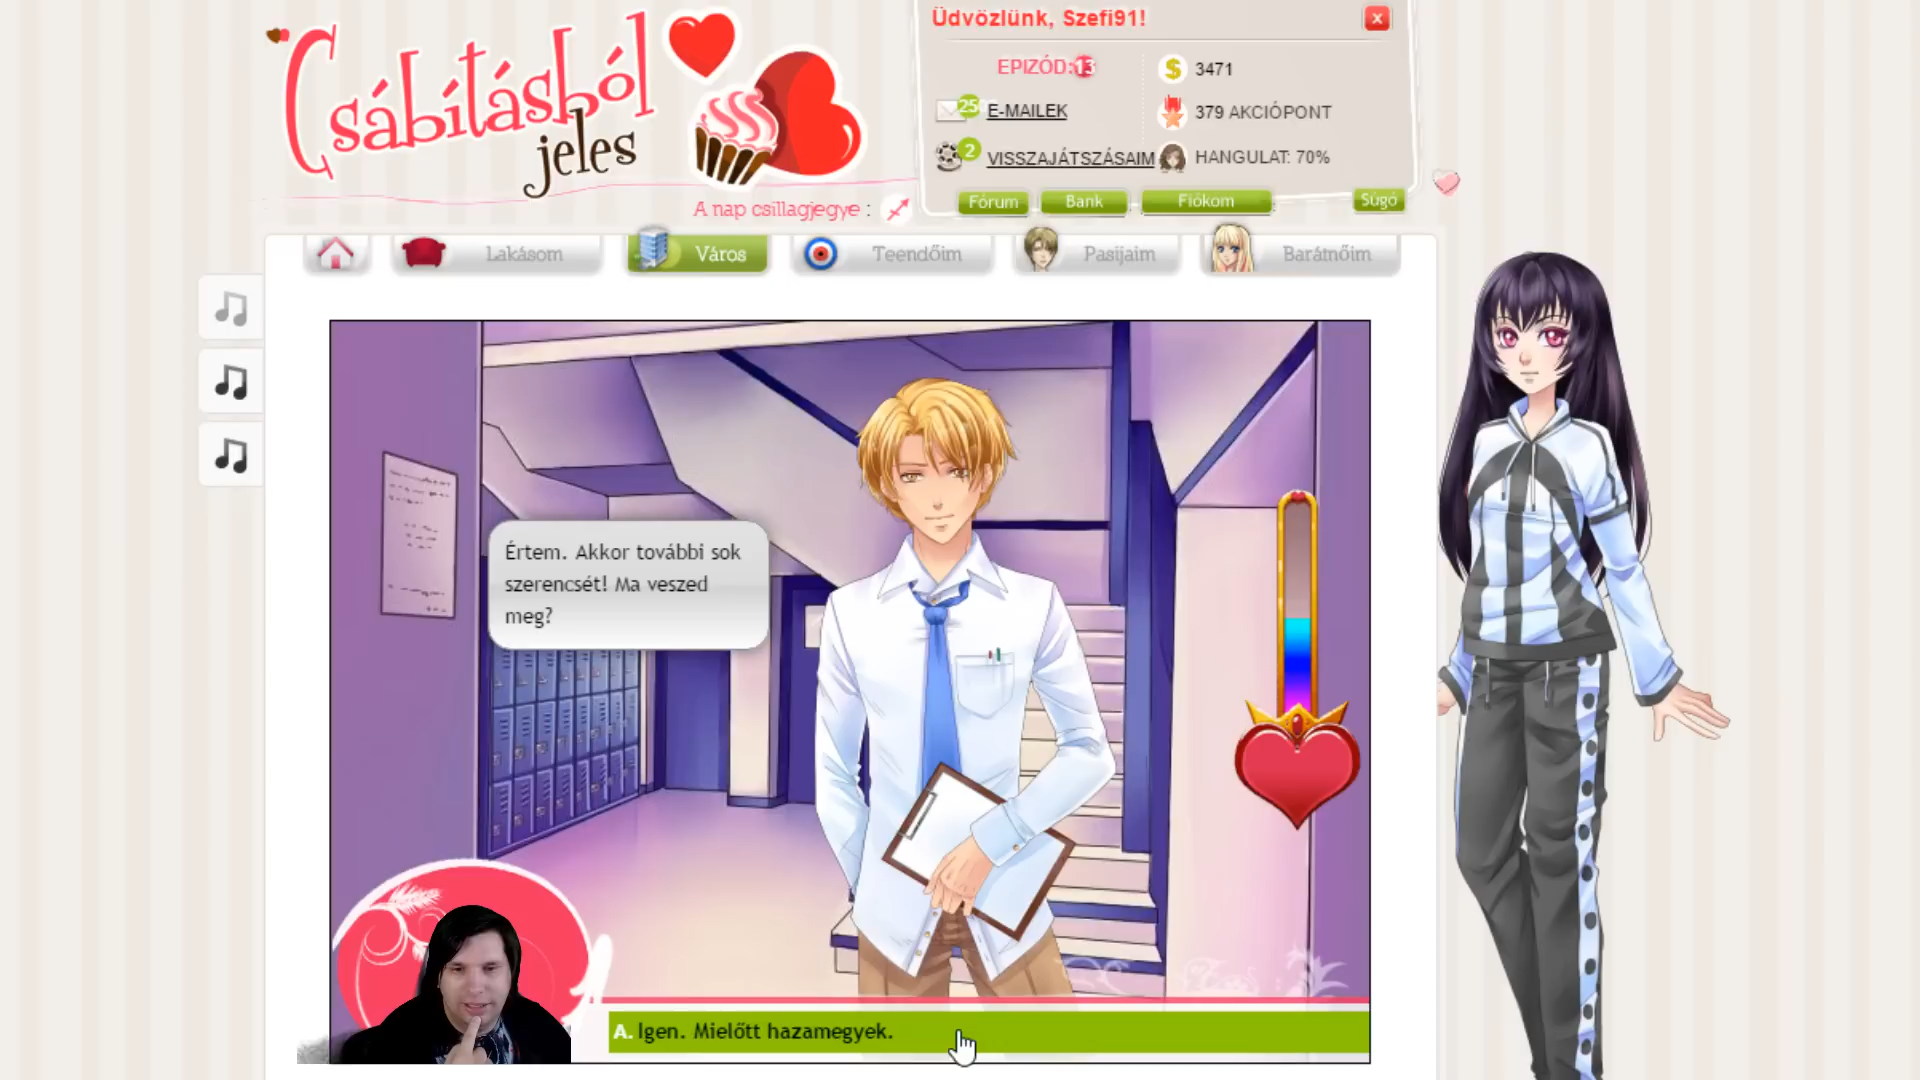 Csábításból
jeles
Üdvözlünk, Szefi91!
EPIZÓD:13
3471
25 E-MAILEK
379 AKCIÓPONT
2 VISSZAJÁTSZÁSAIM
HANGULAT: 70%
A nap csillagjegye :
Fórum
Bank
Fiókom
Súgó
Lakásom
Város
Teendőim
Pasijaim
Barátnőim
Értem. Akkor további sok
szerencsét! Ma veszed
meg?
A. Igen. Mielőtt hazamegyek.